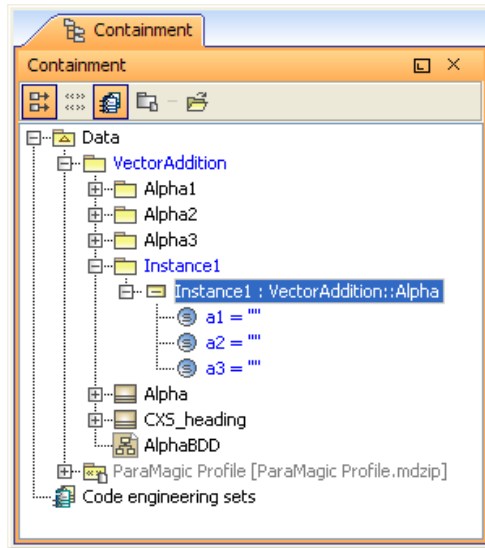 Containment
Containment
Data
VectorAddition
Alpha1
Alpha2
Alpha3
Instance1
Instance1 : VectorAddition::Alpha
a1 = ""
a2 = ""
a3 = ""
Alpha
CXS_heading
AlphaBDD
ParaMagic Profile [ParaMagic Profile.mdzip]
Code engineering sets